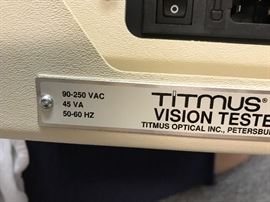 90-250 VAC
45 VA
50-60 HZ
TITMUS®
VISION TESTE
TITMUS OPTICAL INC., PETERSBU